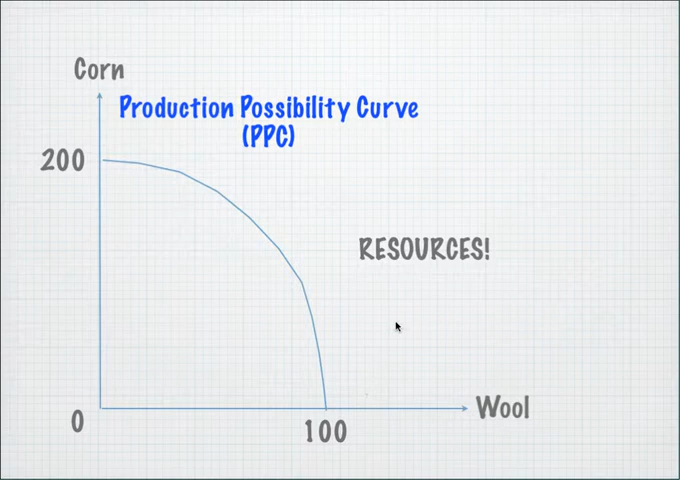 Corn
Production Possibility Curve
(PPC)
200
RESOURCES!
Wool
0
100